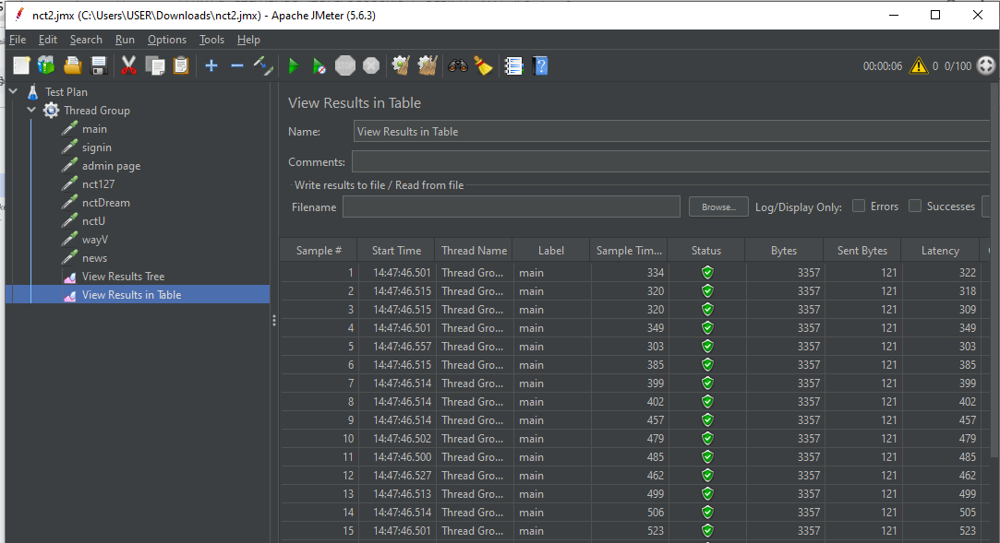 nct2.jmx (C:\Users\USER\Downloads\nct2.jmx) - Apache JMeter (5.6.3)
File Edit Search Run Options Tools Help
00:00:06 0 0/100
Test Plan
Thread Group
main
signin
admin page
nct127
nctDream
nctU
wayV
news
View Results Tree
View Results in Table
View Results in Table
Name: View Results in Table
Comments:
Write results to file / Read from file
Filename Browse... Log/Display Only: Errors Successes
Sample # Start Time Thread Name Label Sample Tim... Status Bytes Sent Bytes Latency
1 14:47:46.501 Thread Gro... main 334 3357 121 322
2 14:47:46.515 Thread Gro... main 320 3357 121 318
3 14:47:46.515 Thread Gro... main 320 3357 121 309
4 14:47:46.501 Thread Gro... main 349 3357 121 349
5 14:47:46.557 Thread Gro... main 303 3357 121 303
6 14:47:46.515 Thread Gro... main 385 3357 121 385
7 14:47:46.514 Thread Gro... main 399 3357 121 399
8 14:47:46.514 Thread Gro... main 402 3357 121 402
9 14:47:46.514 Thread Gro... main 457 3357 121 457
10 14:47:46.502 Thread Gro... main 479 3357 121 479
11 14:47:46.500 Thread Gro... main 485 3357 121 485
12 14:47:46.527 Thread Gro... main 462 3357 121 462
13 14:47:46.513 Thread Gro... main 499 3357 121 499
14 14:47:46.514 Thread Gro... main 506 3357 121 505
15 14:47:46.501 Thread Gro... main 523 3357 121 523